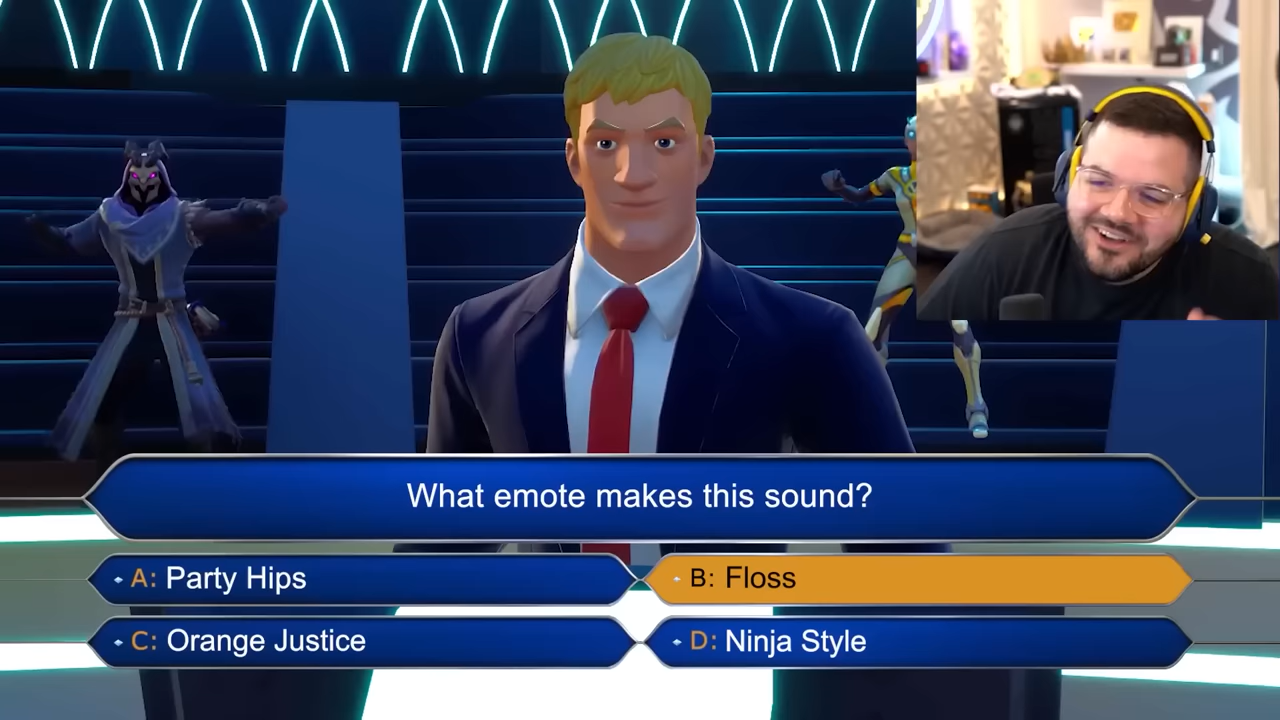 What emote makes this sound?
A: Party Hips
B: Floss
C: Orange Justice
D: Ninja Style